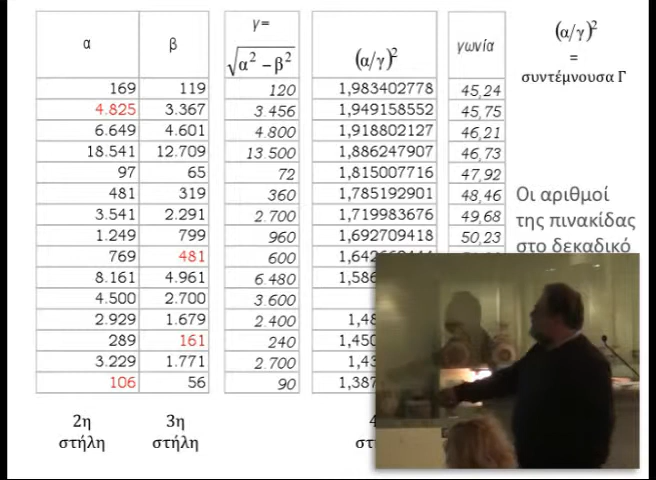 α β γ= √α² − β² (α/γ)² γωνία
169 119 120 1,983402778 45,24
4.825 3.367 3.456 1,949158552 45,75
6.649 4.601 4.800 1,918802127 46,21
18.541 12.709 13.500 1,886247907 46,73
97 65 72 1,815007716 47,92
481 319 360 1,785192901 48,46
3.541 2.291 2.700 1,719983676 49,68
1.249 799 960 1,692709418 50,23
769 481 600
8.161 4.961 6.480
4.500 2.700 3.600
2.929 1.679 2.400
289 161 240
3.229 1.771 2.700
106 56 90
2η 3η
στήλη στήλη
(α/γ)²
=
συντέμνουσα Γ
Οι αριθμοί
της πινακίδας
στο δεκαδικό